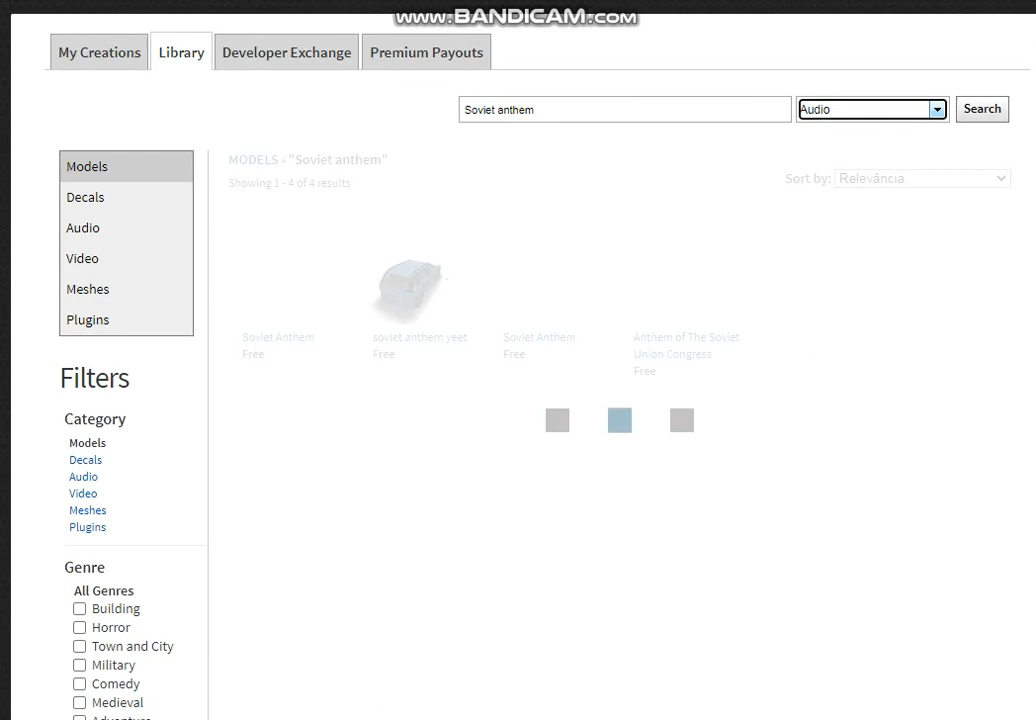 www.BANDICAM.com
My Creations
Library
Developer Exchange
Premium Payouts
Soviet anthem
Audio
Search
Models
Decals
Audio
Video
Meshes
Plugins
MODELS » "Soviet anthem"
Showing 1 - 4 of 4 results
Sort by: Relevância
Soviet Anthem
Free
soviet anthem yeet
Free
Soviet Anthem
Free
Anthem of The Soviet
Union Congress
Free
Filters
Category
Models
Decals
Audio
Video
Meshes
Plugins
Genre
All Genres
Building
Horror
Town and City
Military
Comedy
Medieval
Adventure